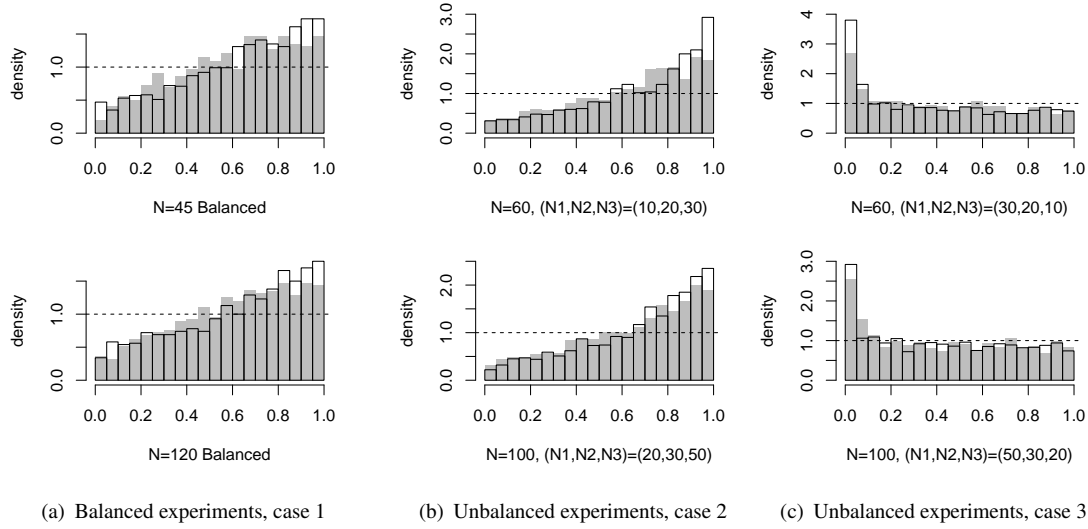 density
0.0 1.0
0.0 0.2 0.4 0.6 0.8 1.0
N=45 Balanced
density
0.0 1.0 2.0 3.0
0.0 0.2 0.4 0.6 0.8 1.0
N=60, (N1,N2,N3)=(10,20,30)
density
0 1 2 3 4
0.0 0.2 0.4 0.6 0.8 1.0
N=60, (N1,N2,N3)=(30,20,10)
density
0.0 1.0
0.0 0.2 0.4 0.6 0.8 1.0
N=120 Balanced
density
0.0 1.0 2.0 3.0
0.0 0.2 0.4 0.6 0.8 1.0
N=100, (N1,N2,N3)=(20,30,50)
density
0.0 1.0 2.0 3.0
0.0 0.2 0.4 0.6 0.8 1.0
N=100, (N1,N2,N3)=(50,30,20)
(a) Balanced experiments, case 1
(b) Unbalanced experiments, case 2
(c) Unbalanced experiments, case 3